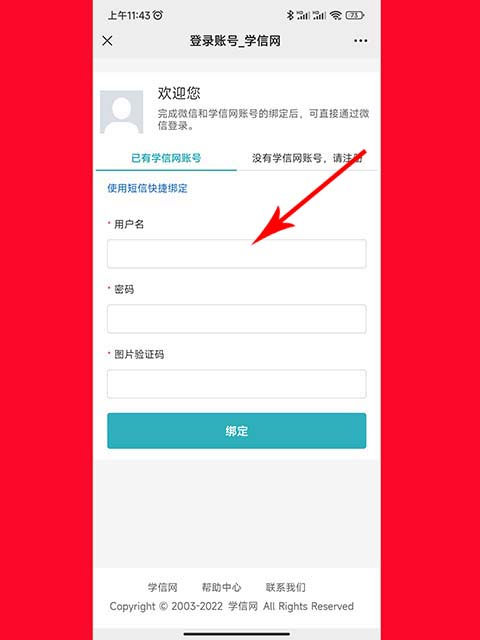 上午11:43
73
登录账号_学信网
欢迎您
完成微信和学信网账号的绑定后，可直接通过微
信登录。
已有学信网账号
没有学信网账号，请注册
使用短信快捷绑定
* 用户名
* 密码
* 图片验证码
绑定
学信网 帮助中心 联系我们
Copyright © 2003-2022 学信网 All Rights Reserved